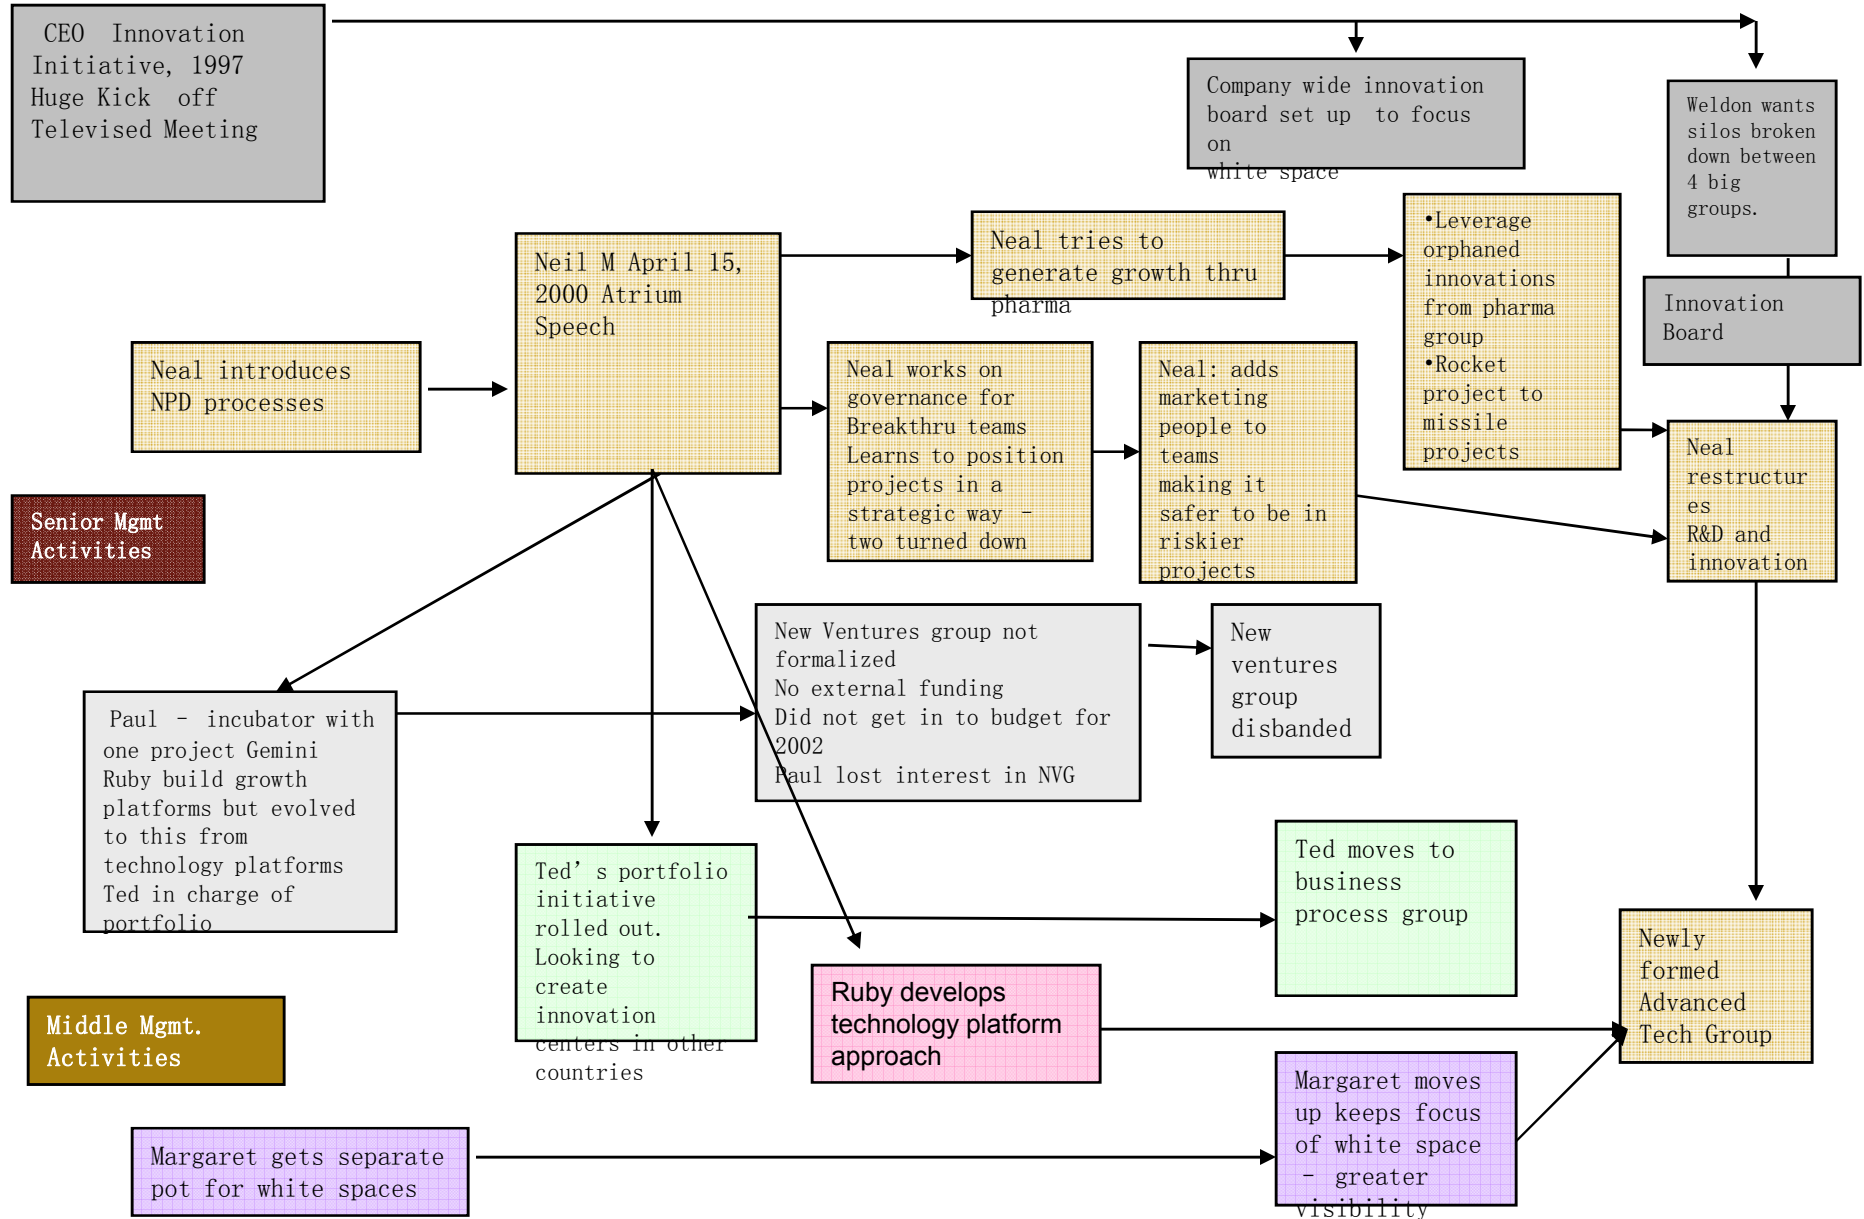 CEO Innovation
Initiative, 1997
Huge Kick off
Televised Meeting
Company wide innovation
board set up to focus
on
white space
Weldon wants
silos broken
down between
4 big
groups.
Innovation
Board
Neil M April 15,
2000 Atrium
Speech
Neal tries to
generate growth thru
pharma
•Leverage
orphaned
innovations
from pharma
group
•Rocket
project to
missile
projects
Neal introduces
NPD processes
Neal works on
governance for
Breakthru teams
Learns to position
projects in a
strategic way –
two turned down
Neal: adds
marketing
people to
teams
making it
safer to be in
riskier
projects
Neal
restructur
es
R&D and
innovation
Senior Mgmt
Activities
New Ventures group not
formalized
No external funding
Did not get in to budget for
2002
Paul lost interest in NVG
New
ventures
group
disbanded
Paul – incubator with
one project Gemini
Ruby build growth
platforms but evolved
to this from
technology platforms
Ted in charge of
portfolio
Ted’s portfolio
initiative
rolled out.
Looking to
create
innovation
centers in other
countries
Ted moves to
business
process group
Newly
formed
Advanced
Tech Group
Ruby develops
technology platform
approach
Middle Mgmt.
Activities
Margaret moves
up keeps focus
of white space
– greater
visibility
Margaret gets separate
pot for white spaces